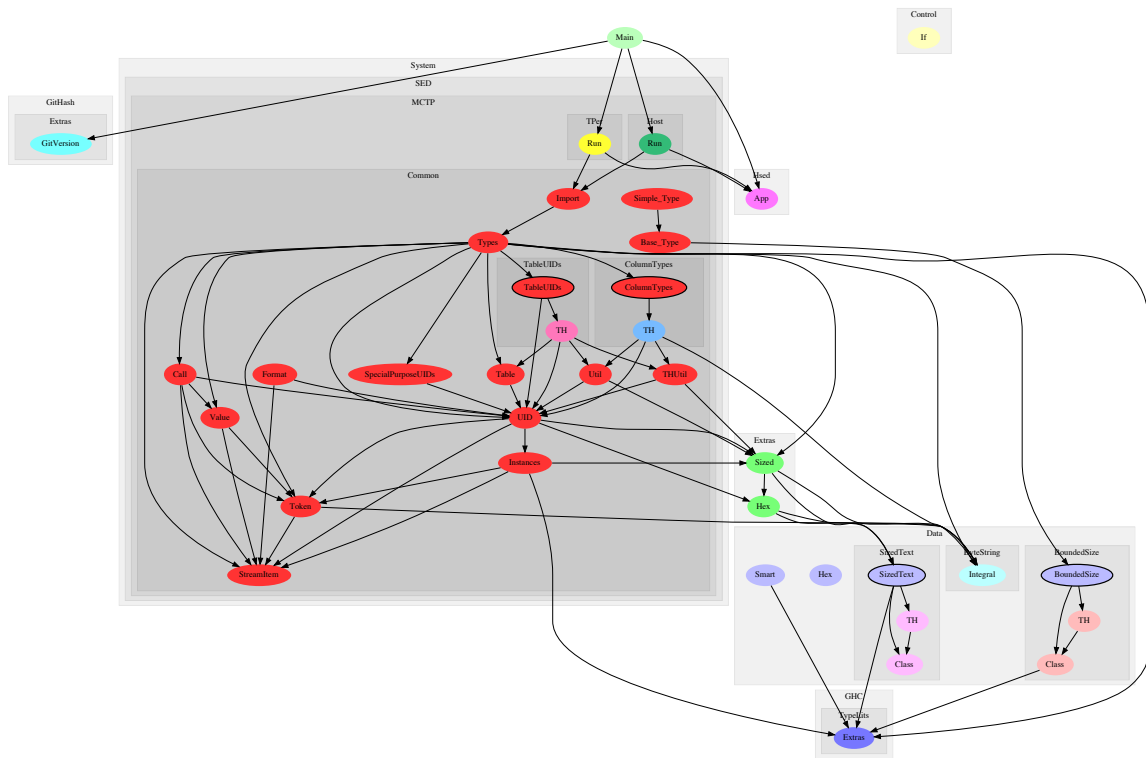 Control
If
Main
System
SED
MCTP
GitHash
Extras
GitVersion
TPer
Run
Host
Run
Hsed
App
Common
Import
Simple_Type
Types
Base_Type
TableUIDs
TableUIDs
ColumnTypes
ColumnTypes
TH
TH
Call
Format
SpecialPurposeUIDs
Table
Util
THUtil
Value
UID
Extras
Instances
Sized
Token
Hex
Data
StreamItem
Smart
Hex
SizedText
SizedText
ByteString
Integral
BoundedSize
BoundedSize
TH
TH
Class
Class
GHC
TypeLits
Extras